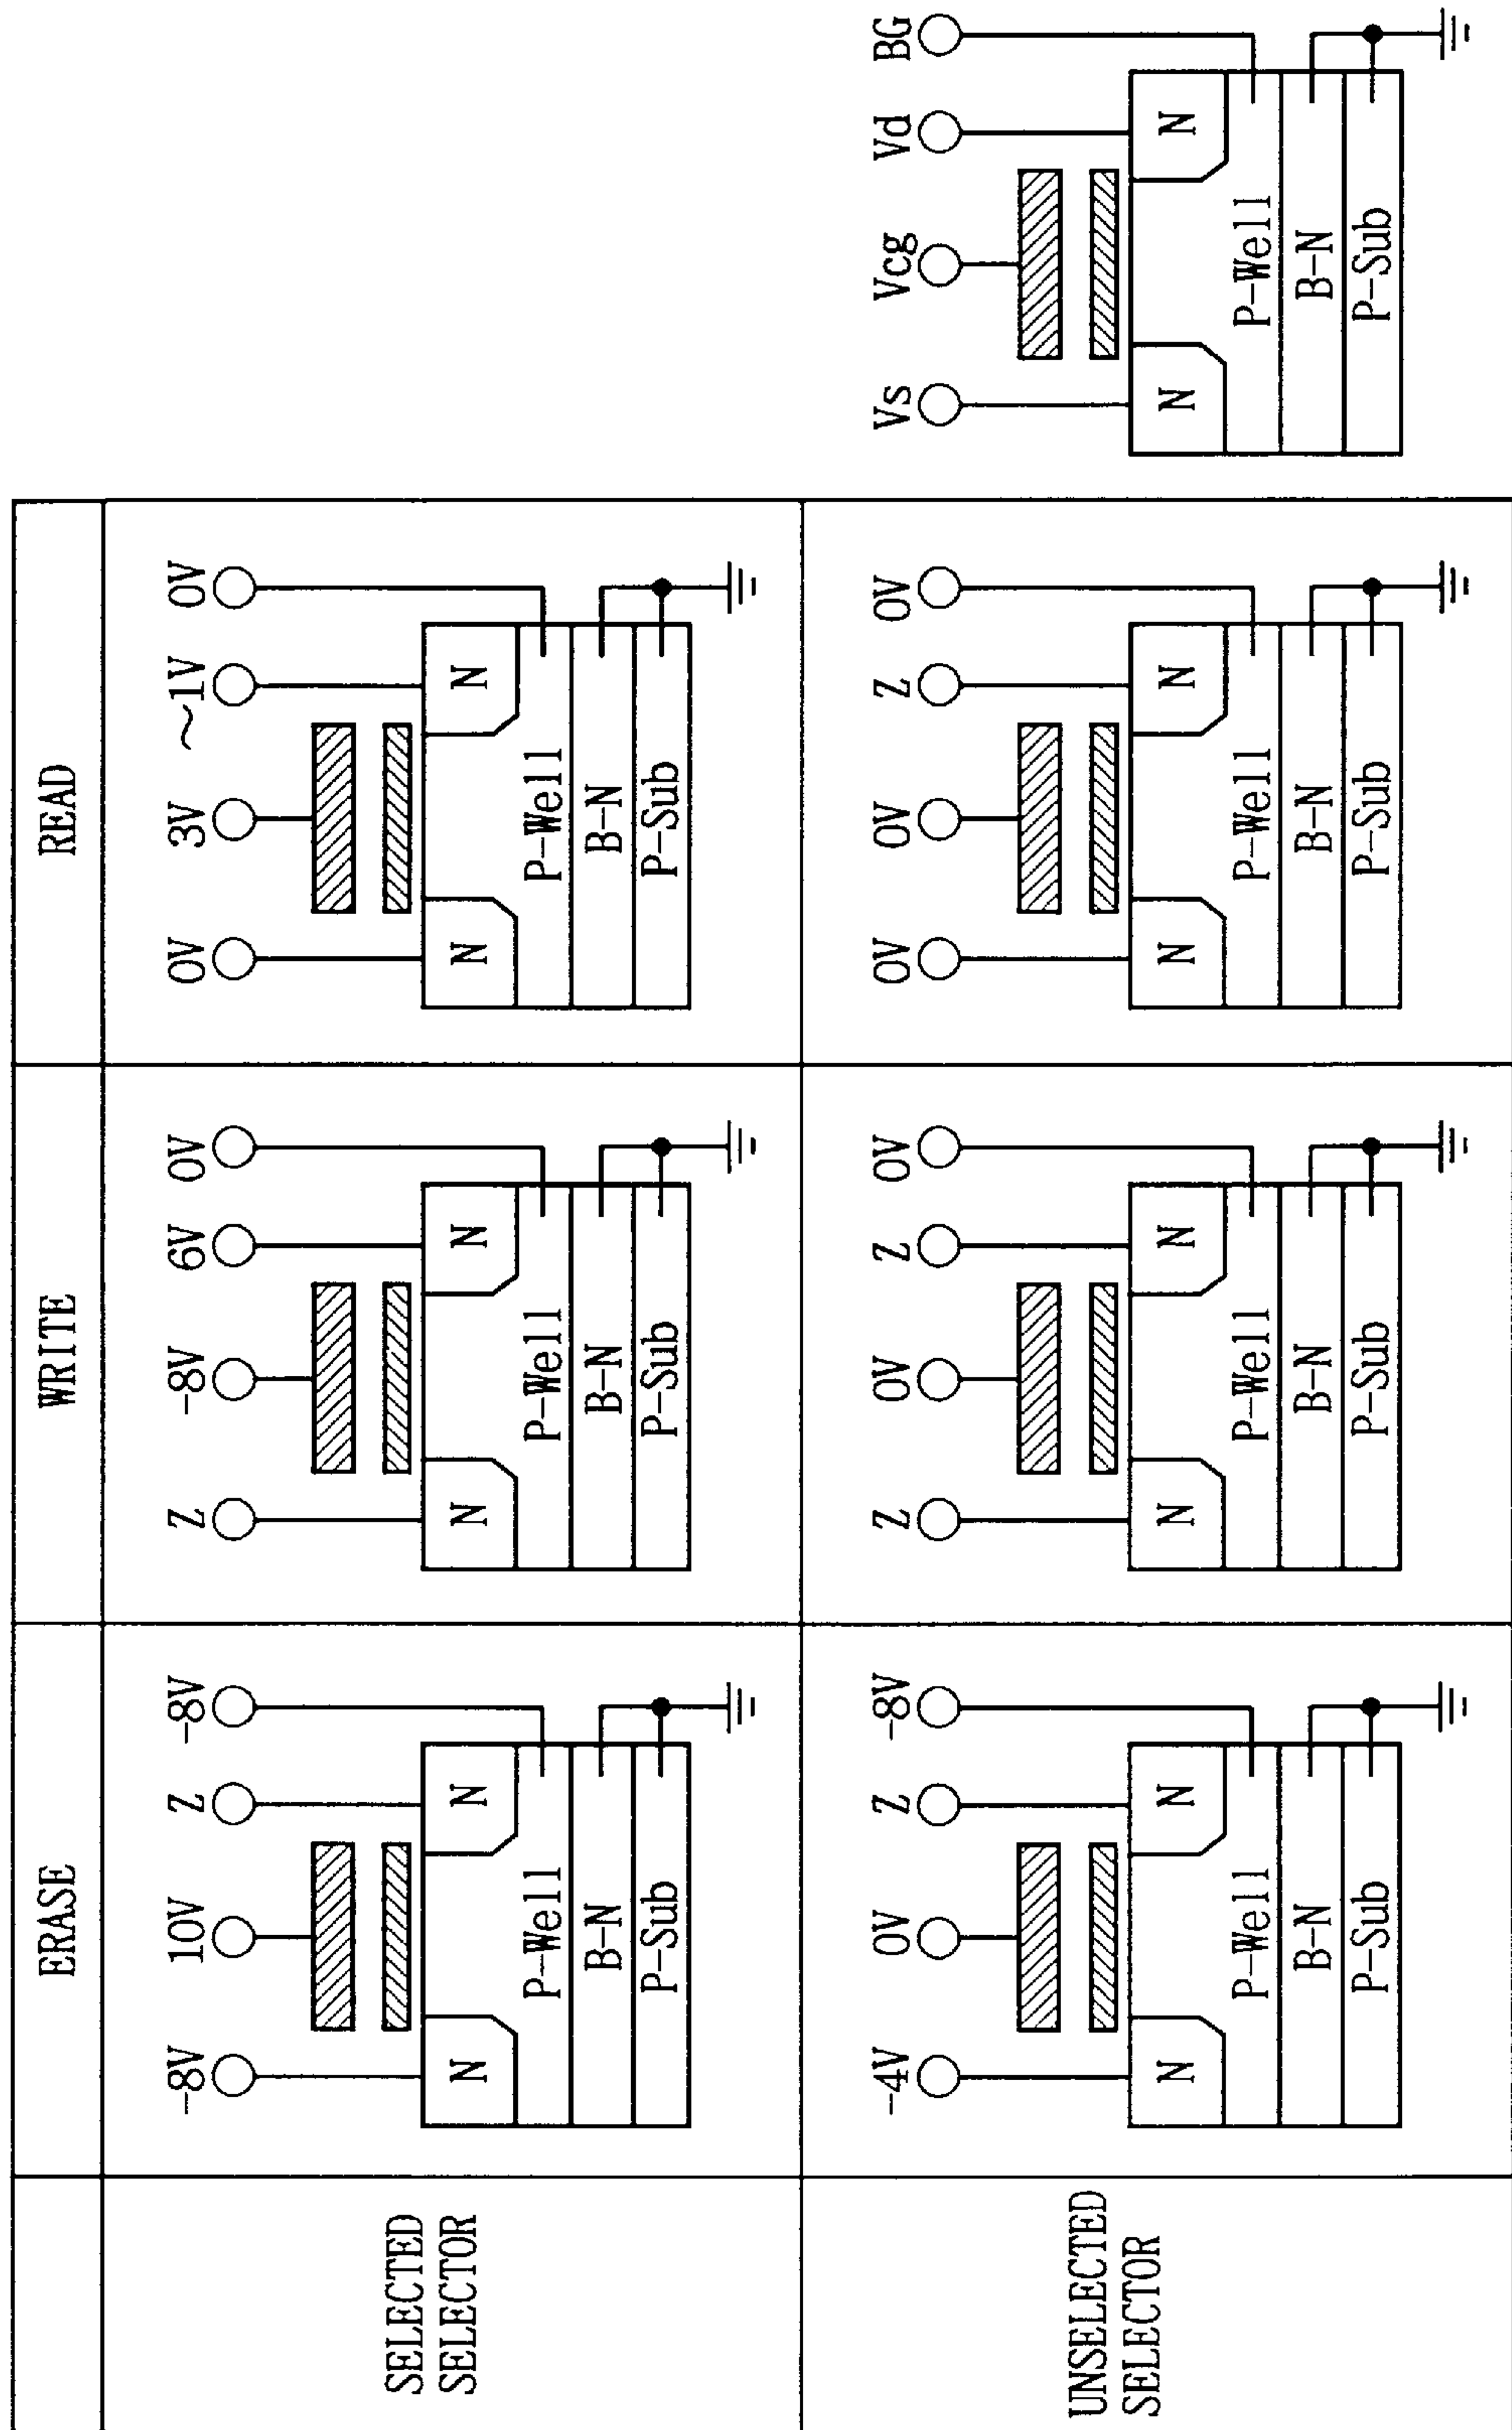 ERASE
WRITE
READ
SELECTED
SELECTOR
-8V 10V Z -8V
N N
P-Well
B-N
P-Sub
Z -8V 6V 0V
N N
P-Well
B-N
P-Sub
0V 3V ~1V 0V
N N
P-Well
B-N
P-Sub
UNSELECTED
SELECTOR
-4V 0V Z -8V
N N
P-Well
B-N
P-Sub
Z 0V Z 0V
N N
P-Well
B-N
P-Sub
0V 0V Z 0V
N N
P-Well
B-N
P-Sub
Vs Vcg Vd BG
N N
P-Well
B-N
P-Sub